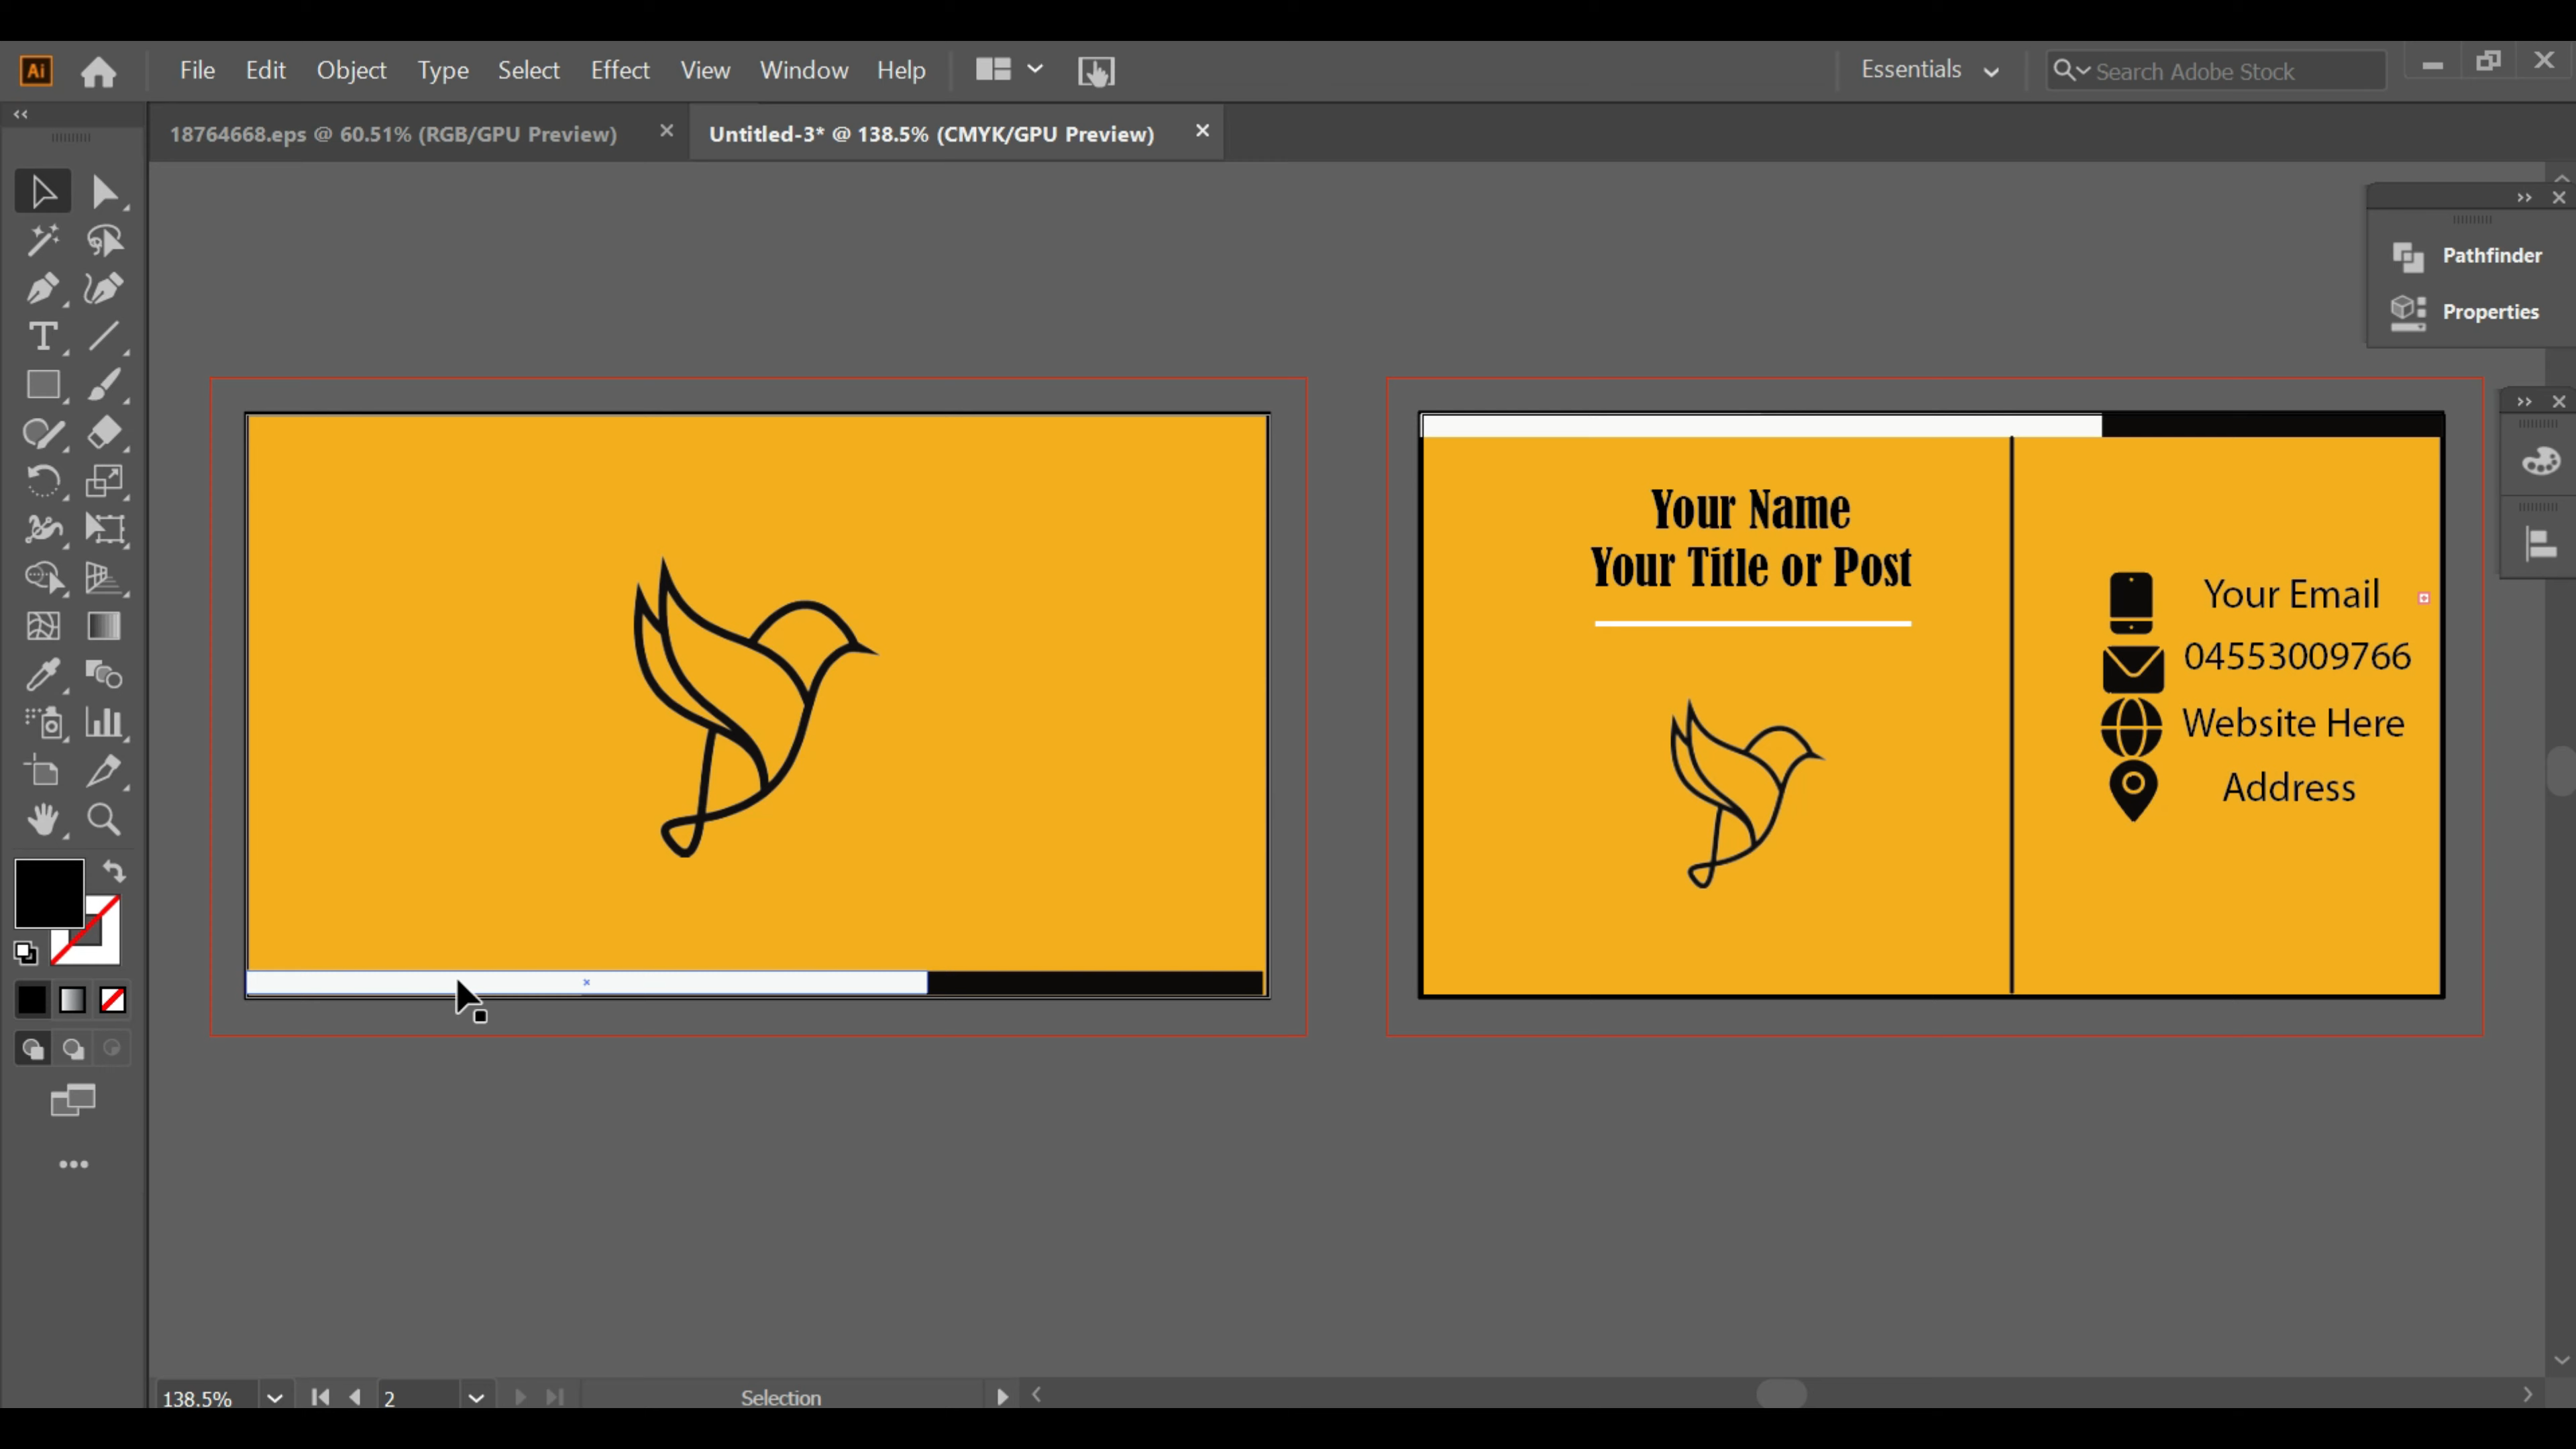 Ai File Edit Object Type Select Effect View Window Help Essentials Search Adobe Stock
18764668.eps @ 60.51% (RGB/GPU Preview) Untitled-3* @ 138.5% (CMYK/GPU Preview)
Pathfinder
Properties
Your Name
Your Title or Post
Your Email
04553009766
Website Here
Address
138.5% 2 Selection